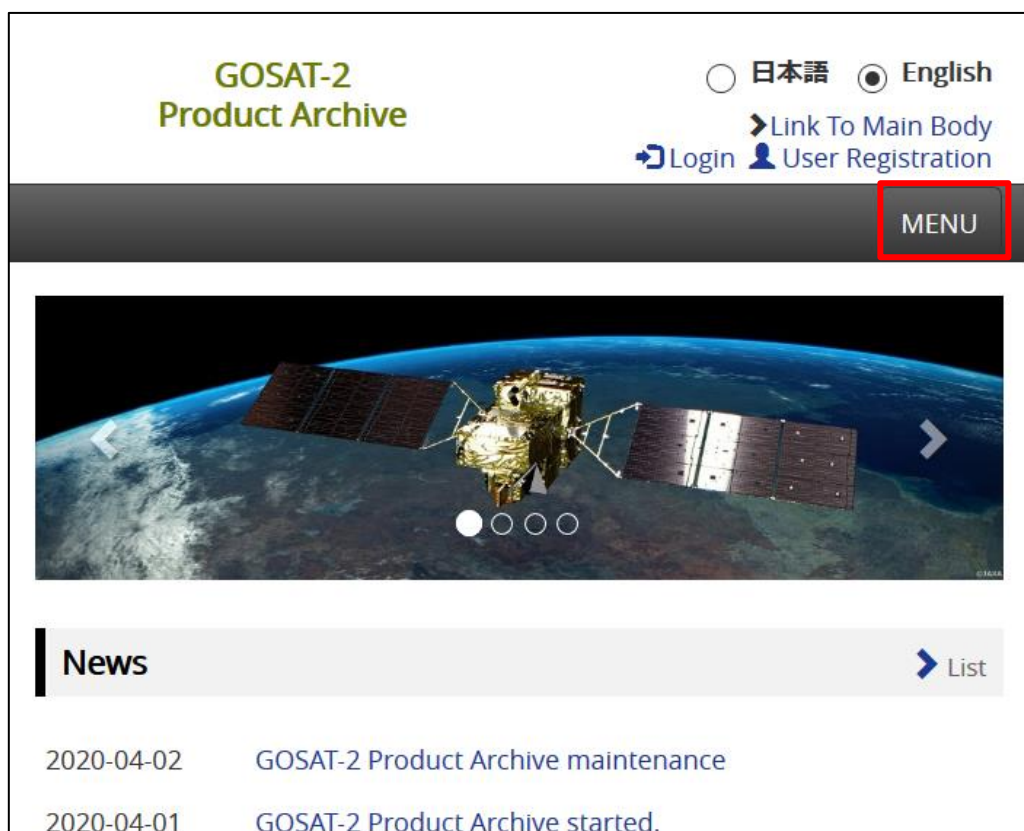 GOSAT-2
Product Archive
日本語 English
Link To Main Body
Login User Registration
MENU
©JAXA
News
List
2020-04-02 GOSAT-2 Product Archive maintenance
2020-04-01 GOSAT-2 Product Archive started.